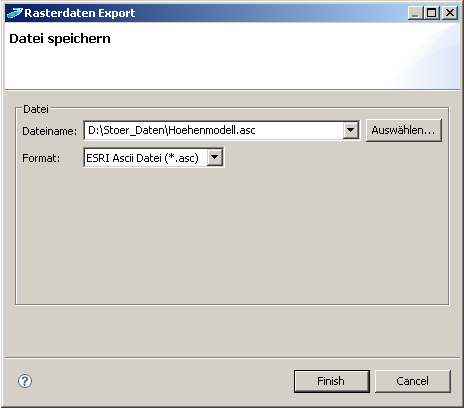 Rasterdaten Export
Datei speichern
Datei
Dateiname: D:\Stoer_Daten\Hoehenmodell.asc Auswählen...
Format: ESRI Ascii Datei (*.asc)
?
Finish Cancel